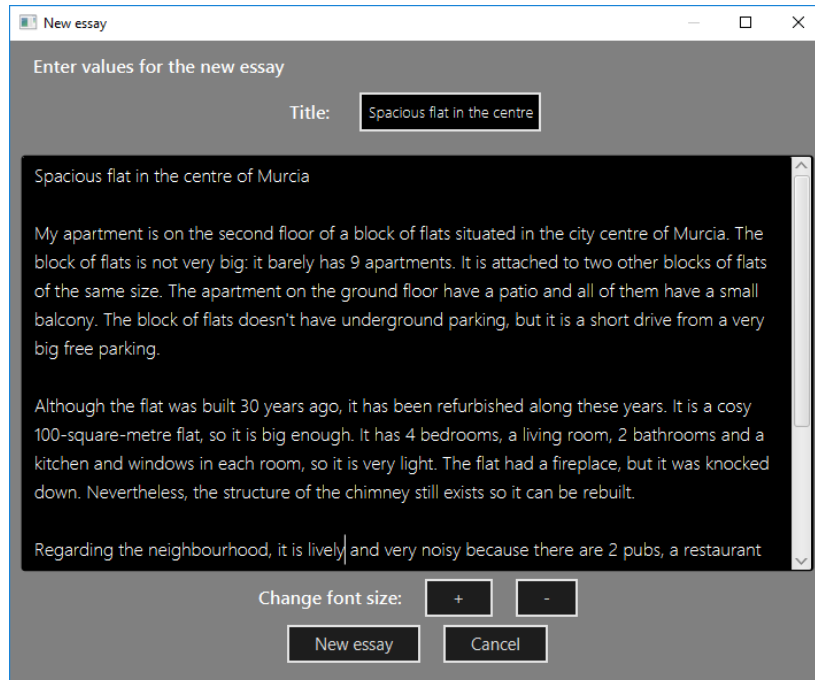 New essay
Enter values for the new essay
Title: Spacious flat in the centre
Spacious flat in the centre of Murcia
My apartment is on the second floor of a block of flats situated in the city centre of Murcia. The
block of flats is not very big: it barely has 9 apartments. It is attached to two other blocks of flats
of the same size. The apartment on the ground floor have a patio and all of them have a small
balcony. The block of flats doesn't have underground parking, but it is a short drive from a very
big free parking.
Although the flat was built 30 years ago, it has been refurbished along these years. It is a cosy
100-square-metre flat, so it is big enough. It has 4 bedrooms, a living room, 2 bathrooms and a
kitchen and windows in each room, so it is very light. The flat had a fireplace, but it was knocked
down. Nevertheless, the structure of the chimney still exists so it can be rebuilt.
Regarding the neighbourhood, it is lively and very noisy because there are 2 pubs, a restaurant
Change font size: + -
New essay Cancel